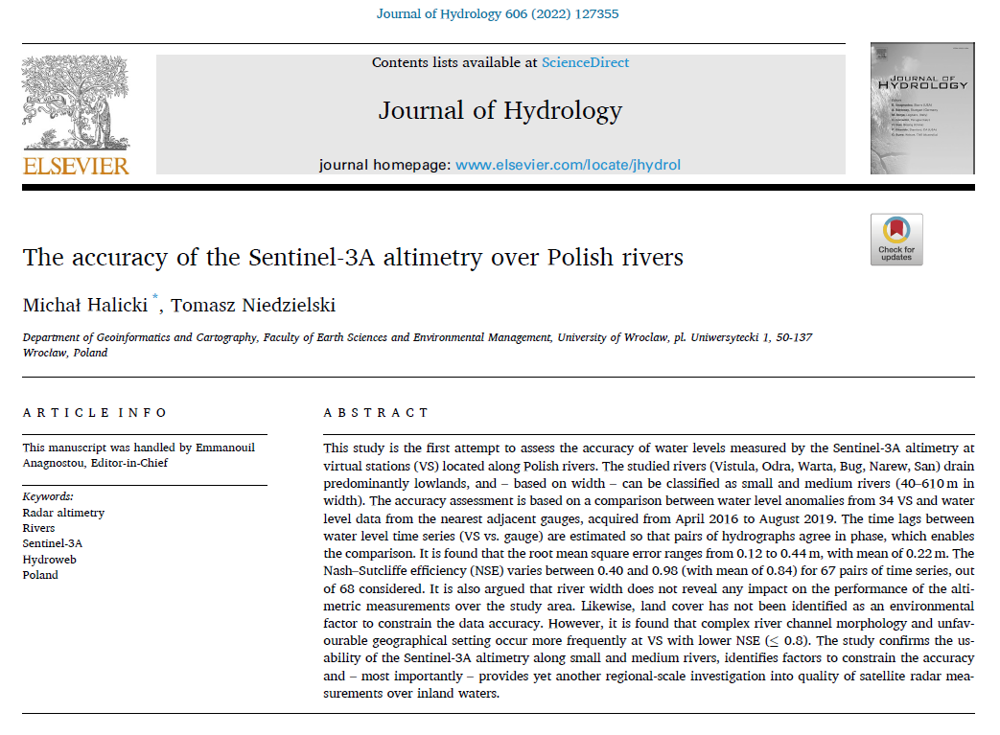 Journal of Hydrology 606 (2022) 127355
Contents lists available at ScienceDirect
Journal of Hydrology
journal homepage: www.elsevier.com/locate/jhydrol
ELSEVIER
JOURNAL OF
HYDROLOGY
Check for
updates
The accuracy of the Sentinel-3A altimetry over Polish rivers
Michał Halicki *, Tomasz Niedzielski
Department of Geoinformatics and Cartography, Faculty of Earth Sciences and Environmental Management, University of Wroclaw, pl. Uniwersytecki 1, 50-137
Wrocław, Poland
ARTICLE INFO
This manuscript was handled by Emmanouil
Anagnostou, Editor-in-Chief
Keywords:
Radar altimetry
Rivers
Sentinel-3A
Hydroweb
Poland
ABSTRACT
This study is the first attempt to assess the accuracy of water levels measured by the Sentinel-3A altimetry at
virtual stations (VS) located along Polish rivers. The studied rivers (Vistula, Odra, Warta, Bug, Narew, San) drain
predominantly lowlands, and – based on width – can be classified as small and medium rivers (40–610 m in
width). The accuracy assessment is based on a comparison between water level anomalies from 34 VS and water
level data from the nearest adjacent gauges, acquired from April 2016 to August 2019. The time lags between
water level time series (VS vs. gauge) are estimated so that pairs of hydrographs agree in phase, which enables
the comparison. It is found that the root mean square error ranges from 0.12 to 0.44 m, with mean of 0.22 m. The
Nash–Sutcliffe efficiency (NSE) varies between 0.40 and 0.98 (with mean of 0.84) for 67 pairs of time series, out
of 68 considered. It is also argued that river width does not reveal any impact on the performance of the alti-
metric measurements over the study area. Likewise, land cover has not been identified as an environmental
factor to constrain the data accuracy. However, it is found that complex river channel morphology and unfav-
ourable geographical setting occur more frequently at VS with lower NSE (≤ 0.8). The study confirms the us-
ability of the Sentinel-3A altimetry along small and medium rivers, identifies factors to constrain the accuracy
and – most importantly – provides yet another regional-scale investigation into quality of satellite radar mea-
surements over inland waters.